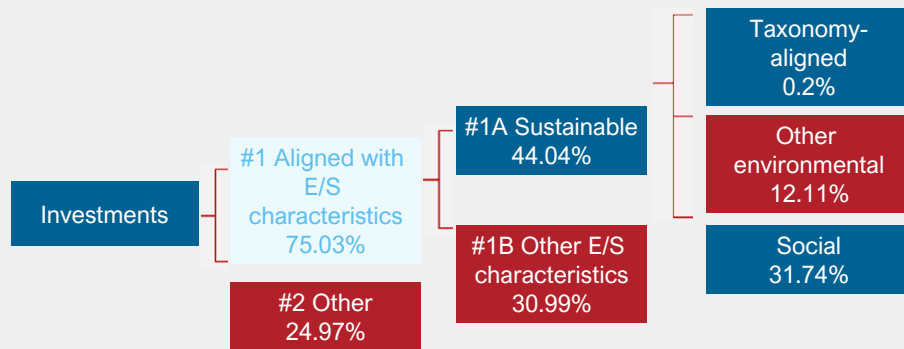 Investments
#1 Aligned with
E/S
characteristics
75.03%
#2 Other
24.97%
#1A Sustainable
44.04%
#1B Other E/S
characteristics
30.99%
Taxonomy-
aligned
0.2%
Other
environmental
12.11%
Social
31.74%